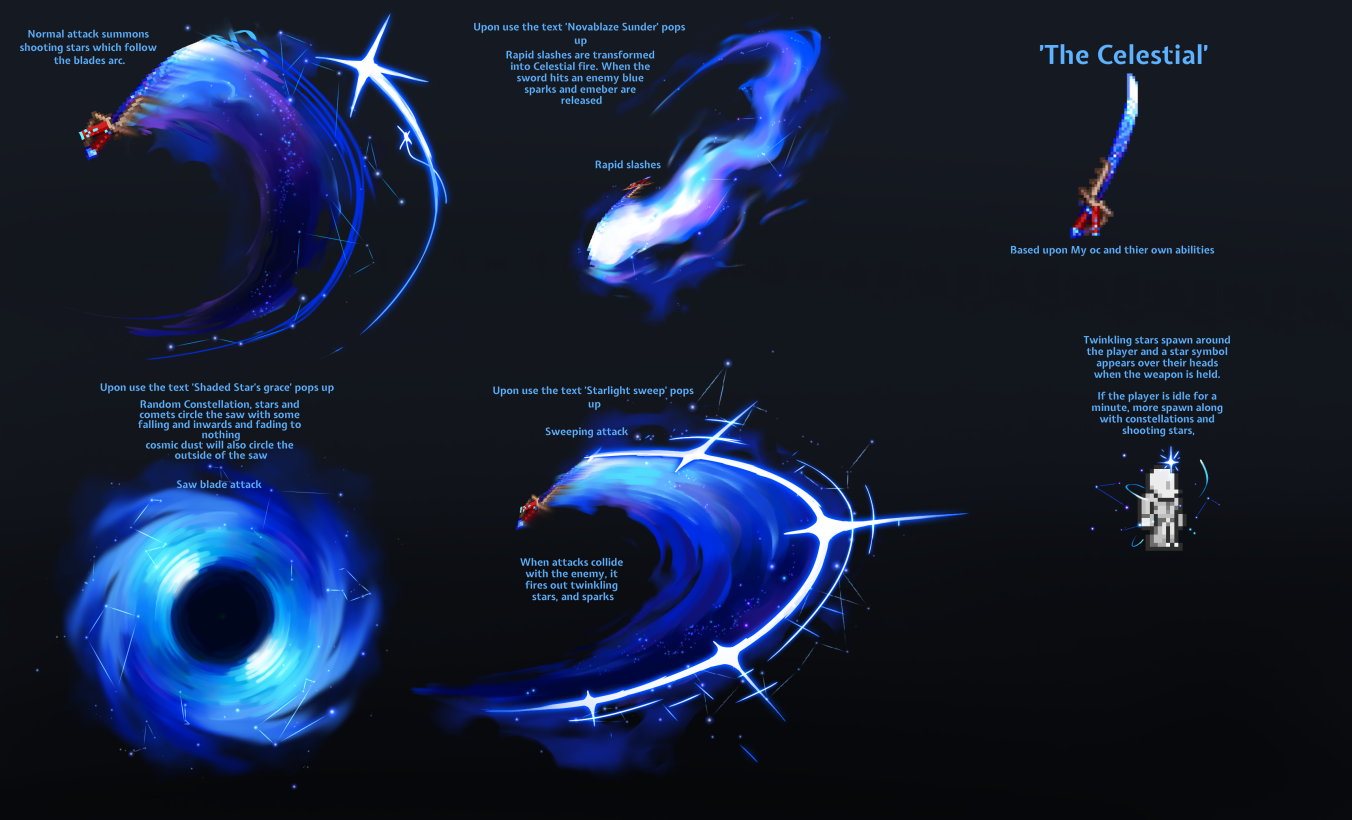 Normal attack summons
shooting stars which follow
the blades arc.
Upon use the text 'Novablaze Sunder' pops
up
Rapid slashes are transformed
into Celestial fire. When the
sword hits an enemy blue
sparks and emeber are
released
Rapid slashes
'The Celestial'
Based upon My oc and thier own abilities
Twinkling stars spawn around
the player and a star symbol
appears over their heads
when the weapon is held.
If the player is idle for a
minute, more spawn along
with constellations and
shooting stars,
Upon use the text 'Shaded Star's grace' pops up
Random Constellation, stars and
comets circle the saw with some
falling and inwards and fading to
nothing
cosmic dust will also circle the
outside of the saw
Saw blade attack
Upon use the text 'Starlight sweep' pops
up
Sweeping attack
When attacks collide
with the enemy, it
fires out twinkling
stars, and sparks